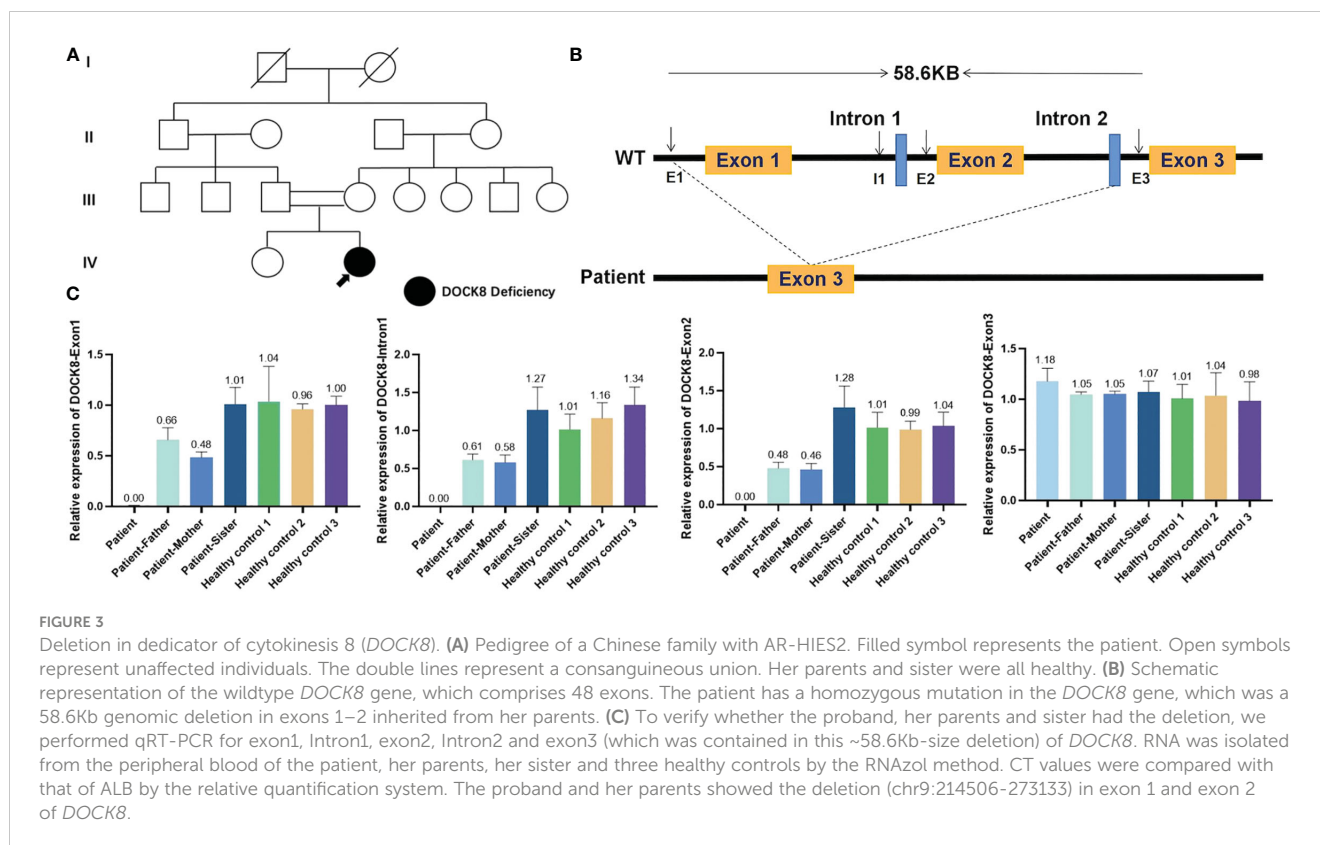 A
I
II
III
IV
DOCK8 Deficiency
B
58.6KB
Intron 1
Intron 2
WT
Exon 1
Exon 2
Exon 3
E1
I1
E2
E3
Patient
Exon 3
C
Relative expression of DOCK8-Exon1
1.5
1.0
0.5
0.0
0.00
0.66
0.48
1.01
1.04
0.96
1.00
Patient
Patient-Father
Patient-Mother
Patient-Sister
Healthy control 1
Healthy control 2
Healthy control 3
Relative expression of DOCK8-Intron1
2.0
1.5
1.0
0.5
0.0
0.00
0.61
0.58
1.27
1.01
1.16
1.34
Patient
Patient-Father
Patient-Mother
Patient-Sister
Healthy control 1
Healthy control 2
Healthy control 3
Relative expression of DOCK8-Exon2
2.0
1.5
1.0
0.5
0.0
0.00
0.48
0.46
1.28
1.01
0.99
1.04
Patient
Patient-Father
Patient-Mother
Patient-Sister
Healthy control 1
Healthy control 2
Healthy control 3
Relative expression of DOCK8-Exon3
1.5
1.0
0.5
0.0
1.18
1.05
1.05
1.07
1.01
1.04
0.98
Patient
Patient-Father
Patient-Mother
Patient-Sister
Healthy control 1
Healthy control 2
Healthy control 3
FIGURE 3
Deletion in dedicator of cytokinesis 8 (DOCK8). (A) Pedigree of a Chinese family with AR-HIES2. Filled symbol represents the patient. Open symbols
represent unaffected individuals. The double lines represent a consanguineous union. Her parents and sister were all healthy. (B) Schematic
representation of the wildtype DOCK8 gene, which comprises 48 exons. The patient has a homozygous mutation in the DOCK8 gene, which was a
58.6Kb genomic deletion in exons 1–2 inherited from her parents. (C) To verify whether the proband, her parents and sister had the deletion, we
performed qRT-PCR for exon1, Intron1, exon2, Intron2 and exon3 (which was contained in this ~58.6Kb-size deletion) of DOCK8. RNA was isolated
from the peripheral blood of the patient, her parents, her sister and three healthy controls by the RNAzol method. CT values were compared with
that of ALB by the relative quantification system. The proband and her parents showed the deletion (chr9:214506-273133) in exon 1 and exon 2
of DOCK8.